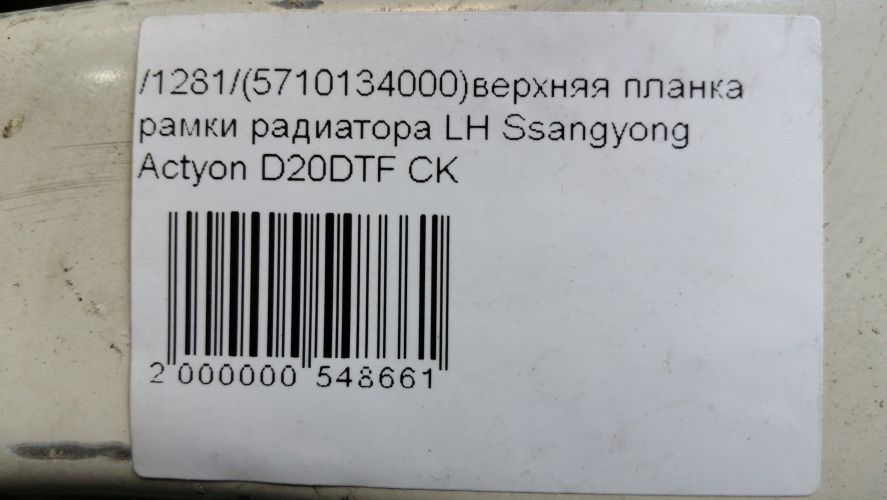 /1281/(5710134000)верхняя планка
рамки радиатора LH Ssangyong
Actyon D20DTF CK
2 000000 548661